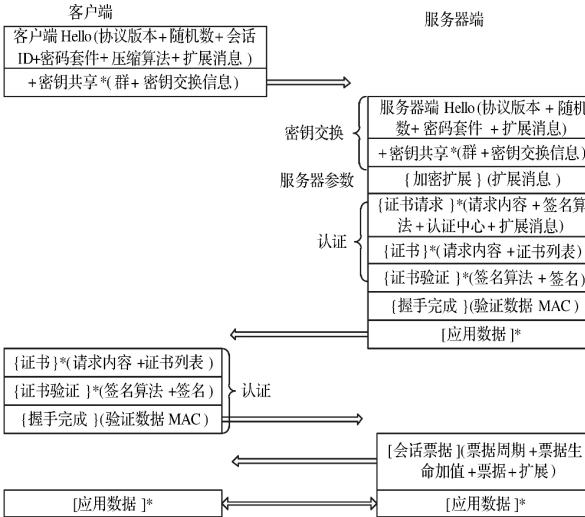 客户端
服务器端
客户端 Hello(协议版本+随机数+会话
ID+密码套件+压缩算法+扩展消息)
+密钥共享*(群+密钥交换信息)
服务器端 Hello(协议版本+随机
数+密码套件+扩展消息)
密钥交换
+密钥共享*(群+密钥交换信息)
服务器参数
{加密扩展}(扩展消息)
{证书请求}*(请求内容+签名算
法+认证中心+扩展消息)
认证
{证书}*(请求内容+证书列表)
{证书验证}*(签名算法+签名)
{握手完成}(验证数据 MAC)
[应用数据]*
{证书}*(请求内容+证书列表)
{证书验证}*(签名算法+签名)
认证
{握手完成}(验证数据 MAC)
[会话票据](票据周期+票据生
命加值+票据+扩展)
[应用数据]*
[应用数据]*